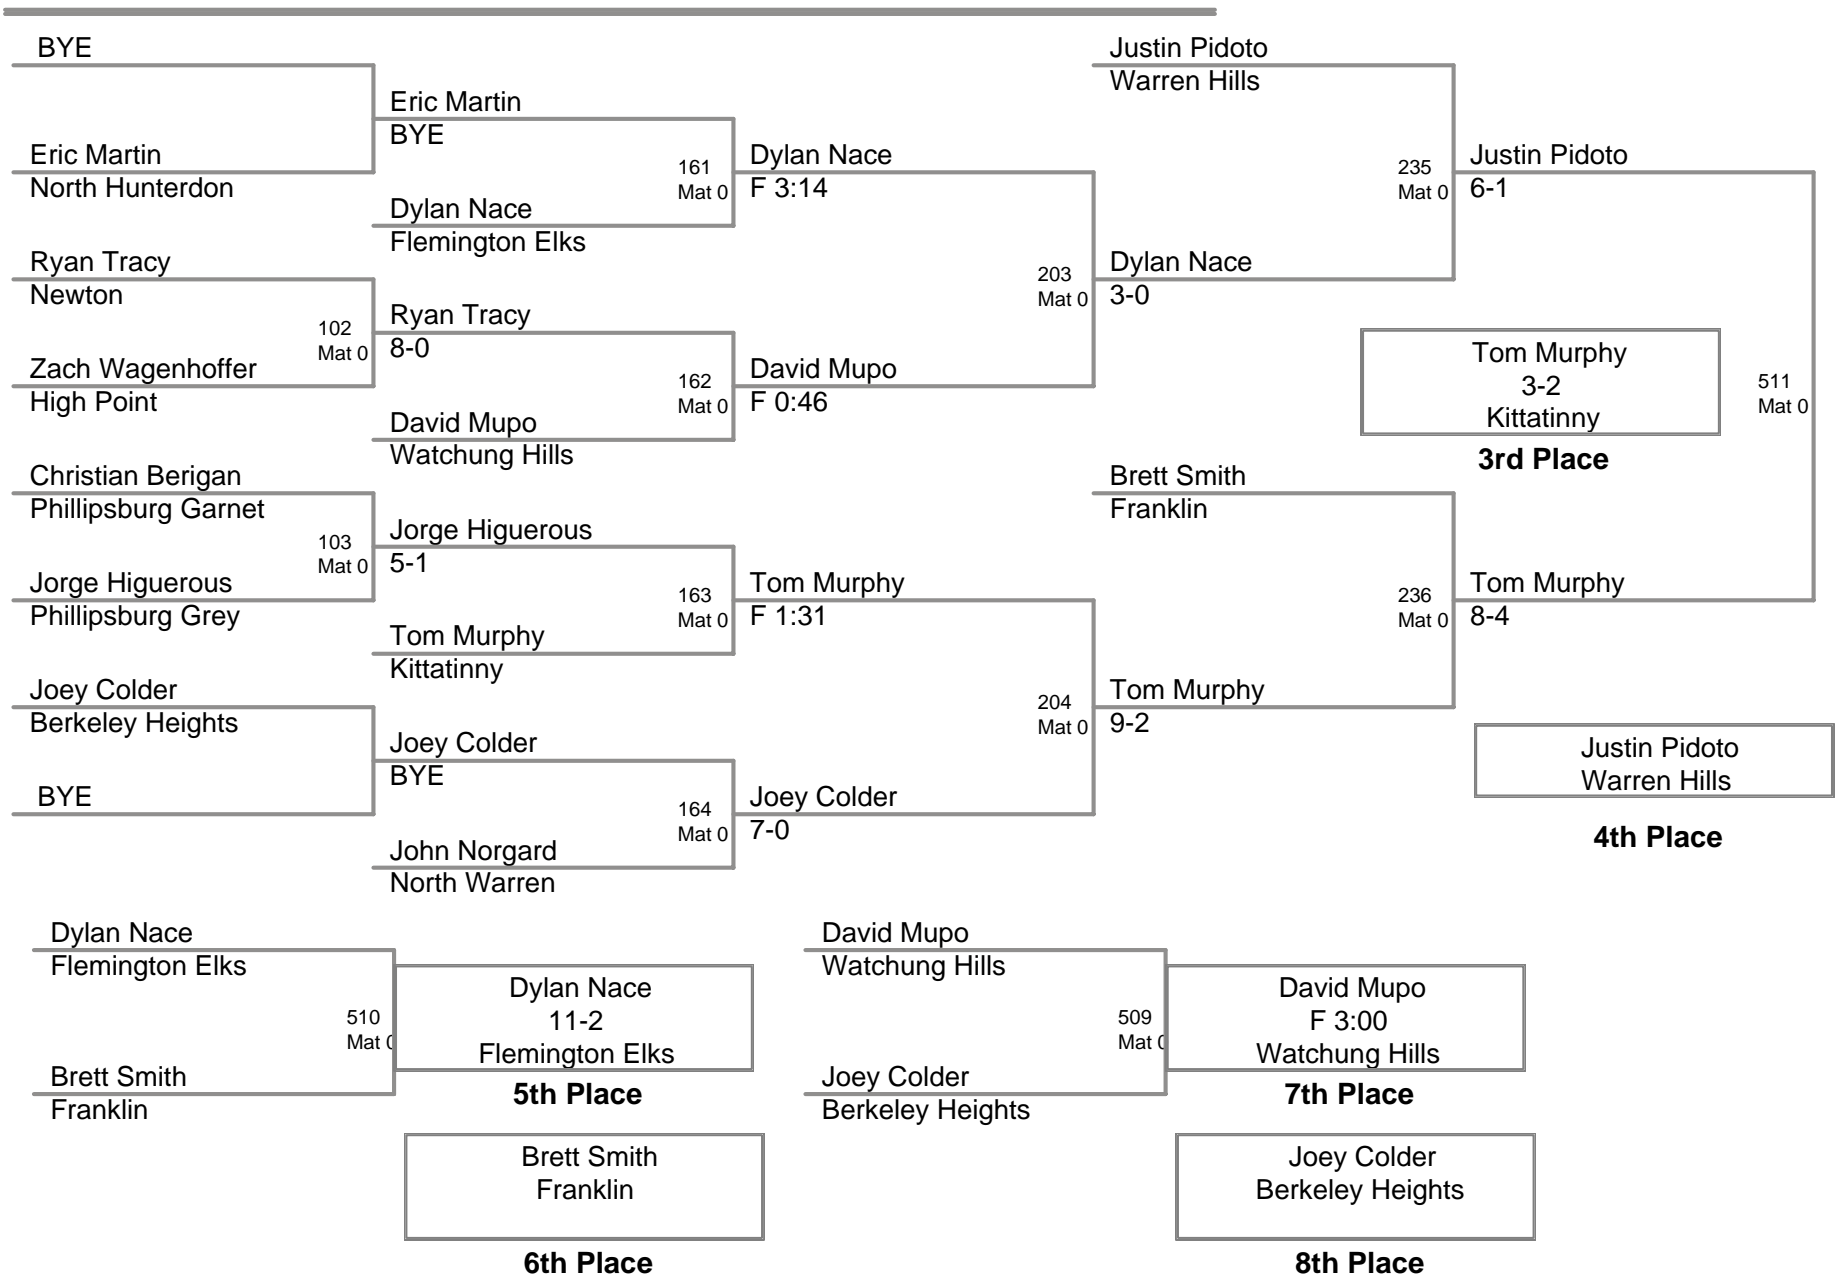 BYE
Eric Martin
North Hunterdon
Ryan Tracy
Newton
102
Mat 0
Zach Wagenhoffer
High Point
Christian Berigan
Phillipsburg Garnet
103
Mat 0
Jorge Higuerous
Phillipsburg Grey
Joey Colder
Berkeley Heights
BYE
Eric Martin
BYE
161
Mat 0
Dylan Nace
Flemington Elks
Ryan Tracy
8-0
162
Mat 0
David Mupo
Watchung Hills
Jorge Higuerous
5-1
163
Mat 0
Tom Murphy
Kittatinny
Joey Colder
BYE
164
Mat 0
John Norgard
North Warren
Dylan Nace
F 3:14
203
Mat 0
David Mupo
F 0:46
Tom Murphy
F 1:31
204
Mat 0
Joey Colder
7-0
Justin Pidoto
Warren Hills
235
Mat 0
Dylan Nace
3-0
Brett Smith
Franklin
236
Mat 0
Tom Murphy
9-2
Justin Pidoto
6-1
511
Mat 0
Tom Murphy
8-4
Tom Murphy
3-2
Kittatinny
3rd Place
Justin Pidoto
Warren Hills
4th Place
Dylan Nace
Flemington Elks
510
Mat 0
Brett Smith
Franklin
Dylan Nace
11-2
Flemington Elks
5th Place
Brett Smith
Franklin
6th Place
David Mupo
Watchung Hills
509
Mat 0
Joey Colder
Berkeley Heights
David Mupo
F 3:00
Watchung Hills
7th Place
Joey Colder
Berkeley Heights
8th Place